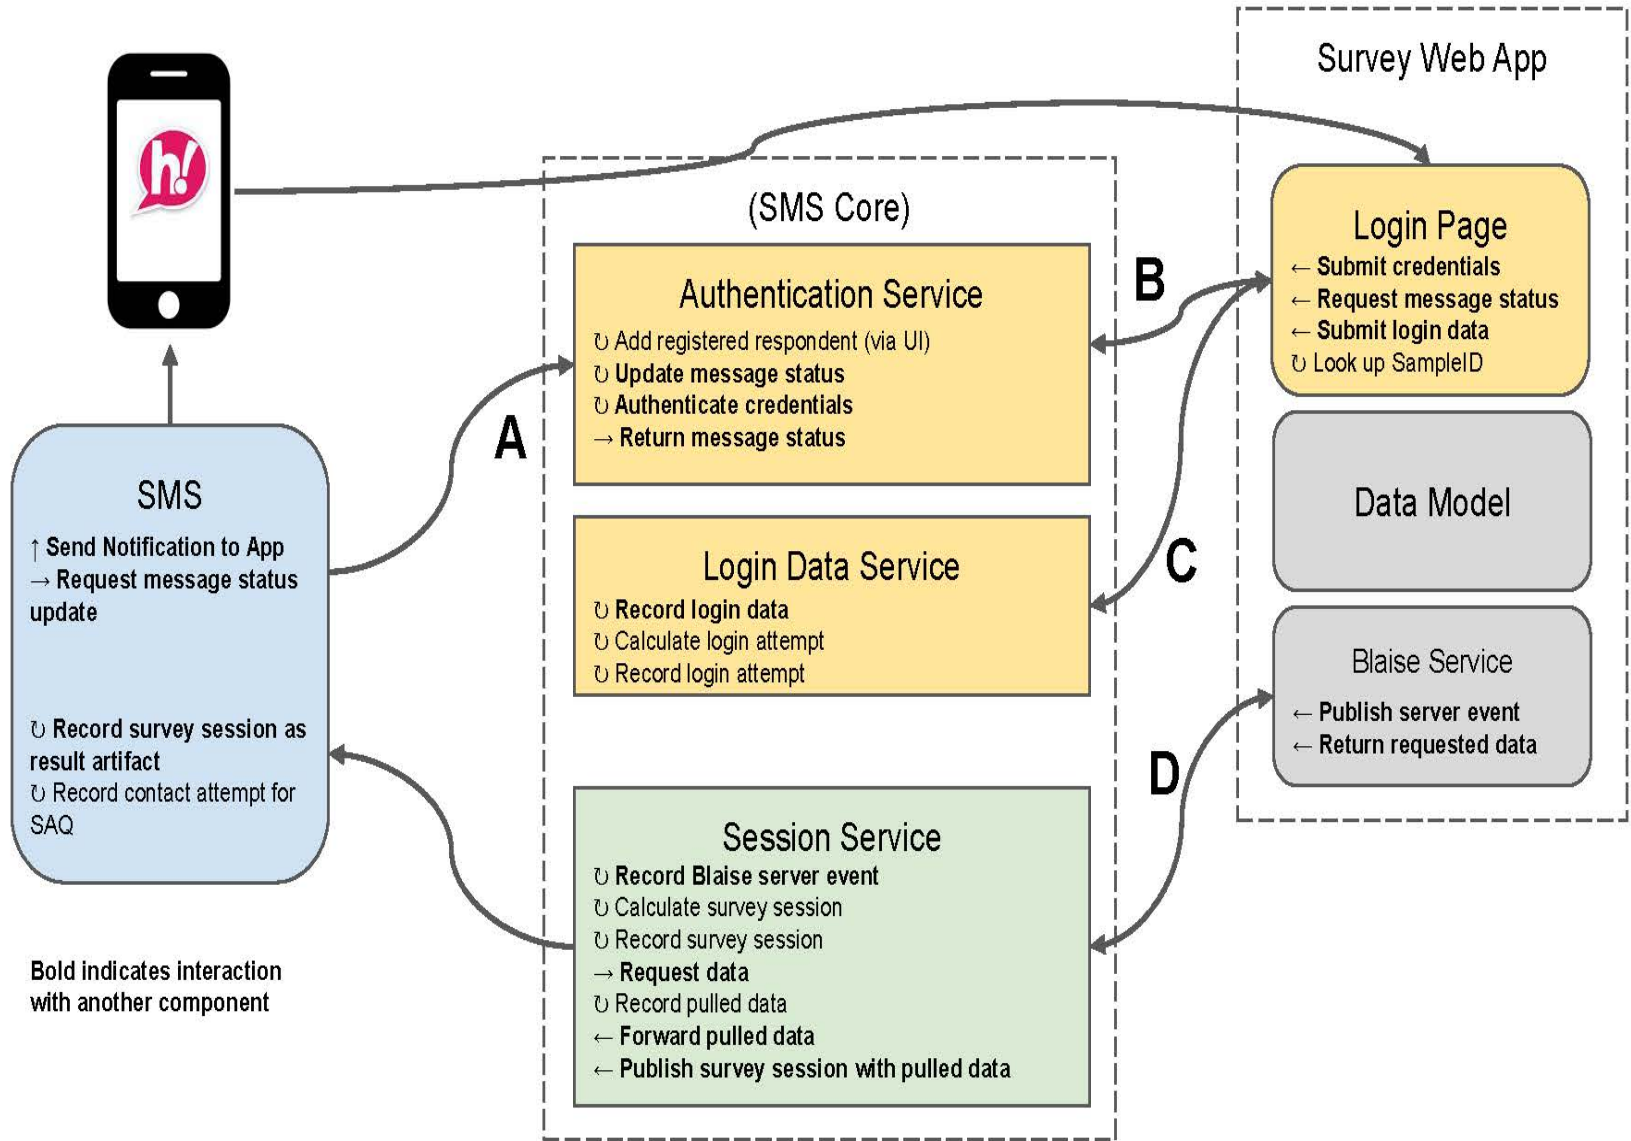 Survey Web App
h!
(SMS Core)
Login Page
← Submit credentials
← Request message status
← Submit login data
↻ Look up SampleID
B
Authentication Service
↻ Add registered respondent (via UI)
↻ Update message status
↻ Authenticate credentials
→ Return message status
A
SMS
↑ Send Notification to App
→ Request message status
update
↻ Record survey session as
result artifact
↻ Record contact attempt for
SAQ
Data Model
Login Data Service
↻ Record login data
↻ Calculate login attempt
↻ Record login attempt
C
Blaise Service
← Publish server event
← Return requested data
D
Session Service
↻ Record Blaise server event
↻ Calculate survey session
↻ Record survey session
→ Request data
↻ Record pulled data
← Forward pulled data
← Publish survey session with pulled data
Bold indicates interaction
with another component